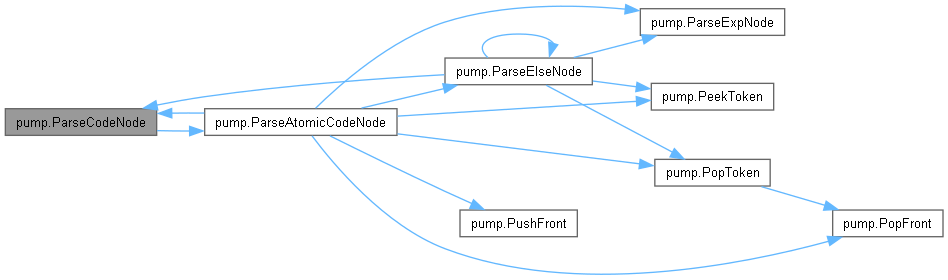 pump.ParseExpNode
pump.ParseElseNode
pump.PeekToken
pump.ParseCodeNode
pump.ParseAtomicCodeNode
pump.PopToken
pump.PushFront
pump.PopFront